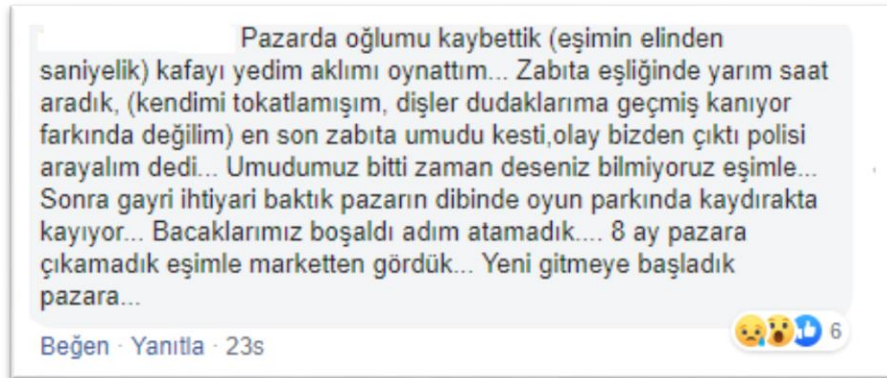 Pazarda oğlumu kaybettik (eşimin elinden
saniyelik) kafayı yedim aklımı oynattım... Zabıta eşliğinde yarım saat
aradık, (kendimi tokatlamışım, dişler dudaklarıma geçmiş kanıyor
farkında değilim) en son zabıta umudu kesti,olay bizden çıktı polisi
arayalım dedi... Umudumuz bitti zaman deseniz bilmiyoruz eşimle...
Sonra gayri ihtiyari baktık pazarın dibinde oyun parkında kaydırakta
kayıyor... Bacaklarımız boşaldı adım atamadık.... 8 ay pazara
çıkamadık eşimle marketten gördük... Yeni gitmeye başladık
pazara...
Beğen · Yanıtla · 23s
6